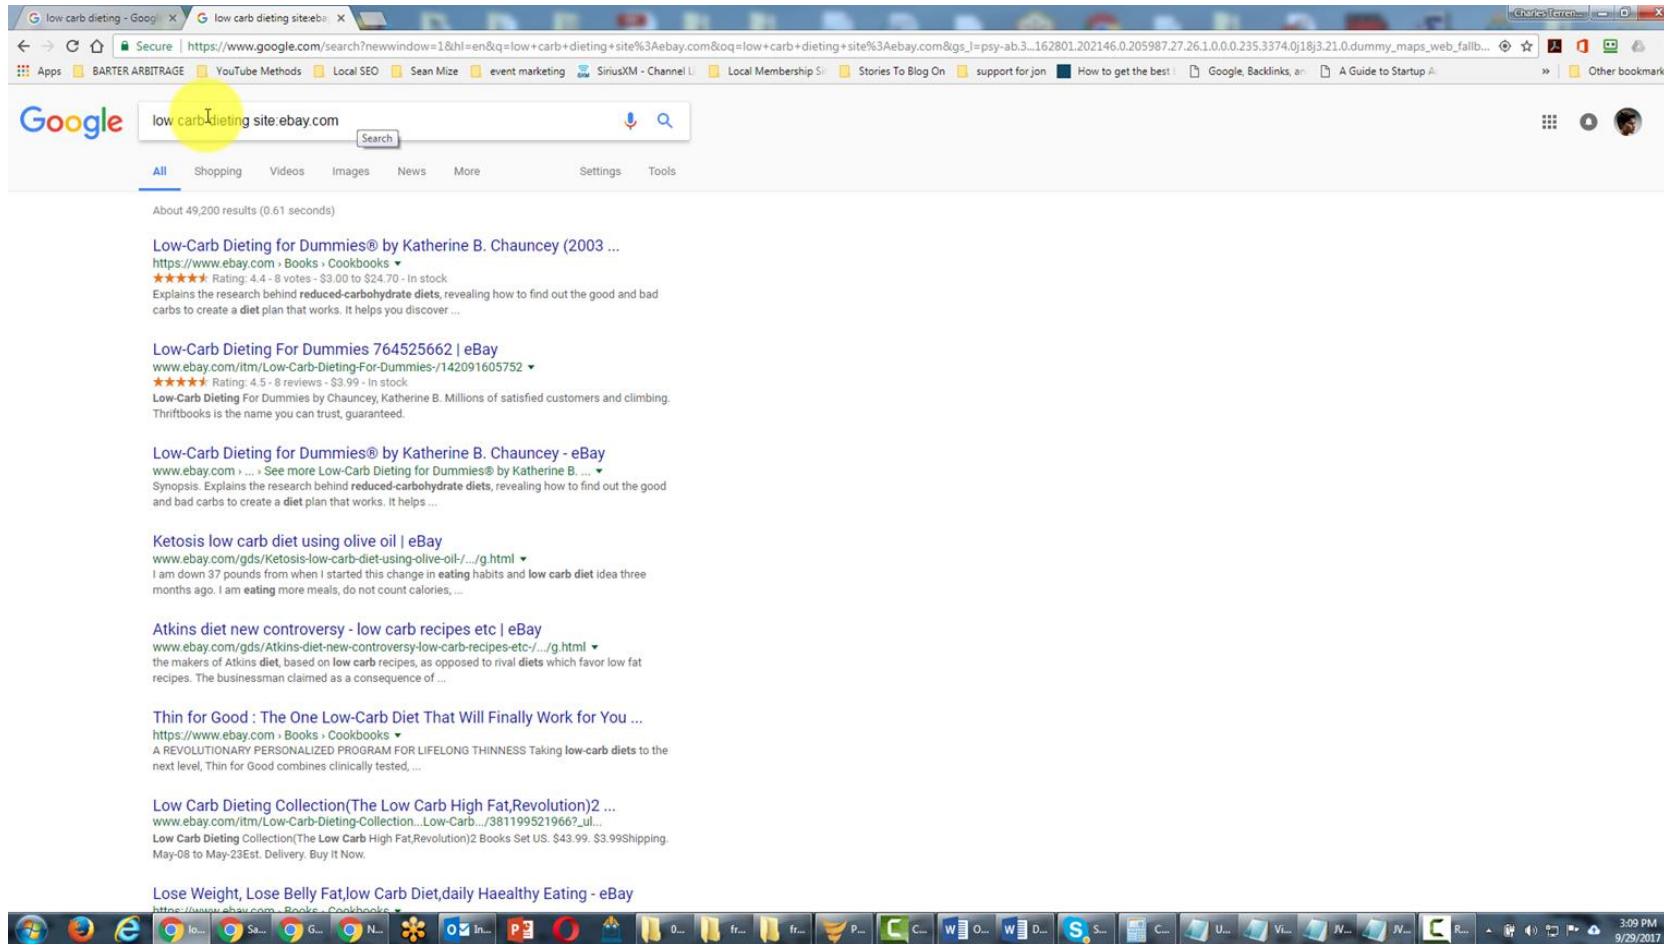 low carb dieting - Goog
low carb dieting site:eba
Charles Terren...
Secure https://www.google.com/search?newwindow=1&hl=en&q=low+carb+dieting+site%3Aebay.com&oq=low+carb+dieting+site%3Aebay.com&gs_l=psy-ab.3...162801.202146.0.205987.27.26.1.0.0.0.235.3374.0j18j3.21.0.dummy_maps_web_fallb...
Apps BARTER ARBITRAGE YouTube Methods Local SEO Sean Mize event marketing SiriusXM - Channel Li Local Membership Si Stories To Blog On support for jon How to get the best Google, Backlinks, an A Guide to Startup A » Other bookmark
Google low carb dieting site:ebay.com
Search
All Shopping Videos Images News More Settings Tools
About 49,200 results (0.61 seconds)
Low-Carb Dieting for Dummies® by Katherine B. Chauncey (2003 ...
https://www.ebay.com › Books › Cookbooks
Rating: 4.4 - 8 votes - $3.00 to $24.70 - In stock
Explains the research behind reduced-carbohydrate diets, revealing how to find out the good and bad
carbs to create a diet plan that works. It helps you discover ...
Low-Carb Dieting For Dummies 764525662 | eBay
www.ebay.com/itm/Low-Carb-Dieting-For-Dummies-/142091605752
Rating: 4.5 - 8 reviews - $3.99 - In stock
Low-Carb Dieting For Dummies by Chauncey, Katherine B. Millions of satisfied customers and climbing.
Thriftbooks is the name you can trust, guaranteed.
Low-Carb Dieting for Dummies® by Katherine B. Chauncey - eBay
www.ebay.com › ... › See more Low-Carb Dieting for Dummies® by Katherine B. ...
Synopsis. Explains the research behind reduced-carbohydrate diets, revealing how to find out the good
and bad carbs to create a diet plan that works. It helps ...
Ketosis low carb diet using olive oil | eBay
www.ebay.com/gds/Ketosis-low-carb-diet-using-olive-oil-/.../g.html
I am down 37 pounds from when I started this change in eating habits and low carb diet idea three
months ago. I am eating more meals, do not count calories, ...
Atkins diet new controversy - low carb recipes etc | eBay
www.ebay.com/gds/Atkins-diet-new-controversy-low-carb-recipes-etc-/.../g.html
the makers of Atkins diet, based on low carb recipes, as opposed to rival diets which favor low fat
recipes. The businessman claimed as a consequence of ...
Thin for Good : The One Low-Carb Diet That Will Finally Work for You ...
https://www.ebay.com › Books › Cookbooks
A REVOLUTIONARY PERSONALIZED PROGRAM FOR LIFELONG THINNESS Taking low-carb diets to the
next level, Thin for Good combines clinically tested, ...
Low Carb Dieting Collection(The Low Carb High Fat,Revolution)2 ...
www.ebay.com/itm/Low-Carb-Dieting-Collection...Low-Carb.../381199521966?_ul...
Low Carb Dieting Collection(The Low Carb High Fat,Revolution)2 Books Set US. $43.99. $3.99Shipping.
May-08 to May-23Est. Delivery. Buy It Now.
Lose Weight, Lose Belly Fat,low Carb Diet,daily Haealthy Eating - eBay
https://www.ebay.com › Books › Cookbooks
lo... Sa... G... N... In... 0... fr... fr... P... C... O... D... S... C... U... Vi... JV... JV... R... 3:09 PM
9/29/2017